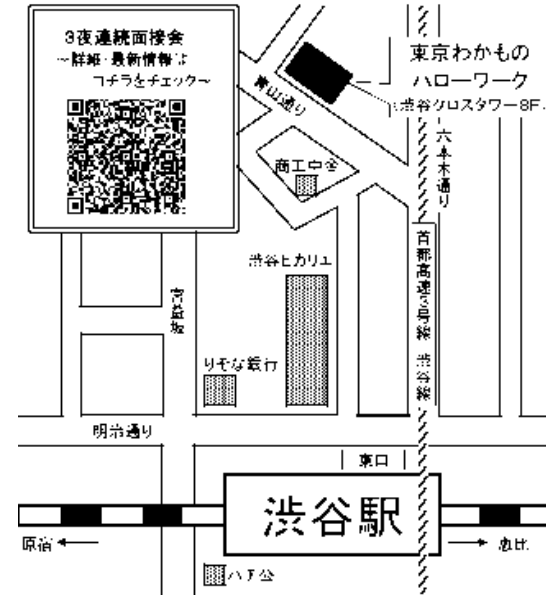 3夜連続面接会
～詳細・最新情報は
コチラをチェック～
東京わかもの
ハローワーク
渋谷クロスタワー8F
青山通り
六本木通り
商工中金
首都高速3号線 渋谷線
渋谷ヒカリエ
宮益坂
りそな銀行
明治通り
東口
渋谷駅
原宿
恵比
ハチ公